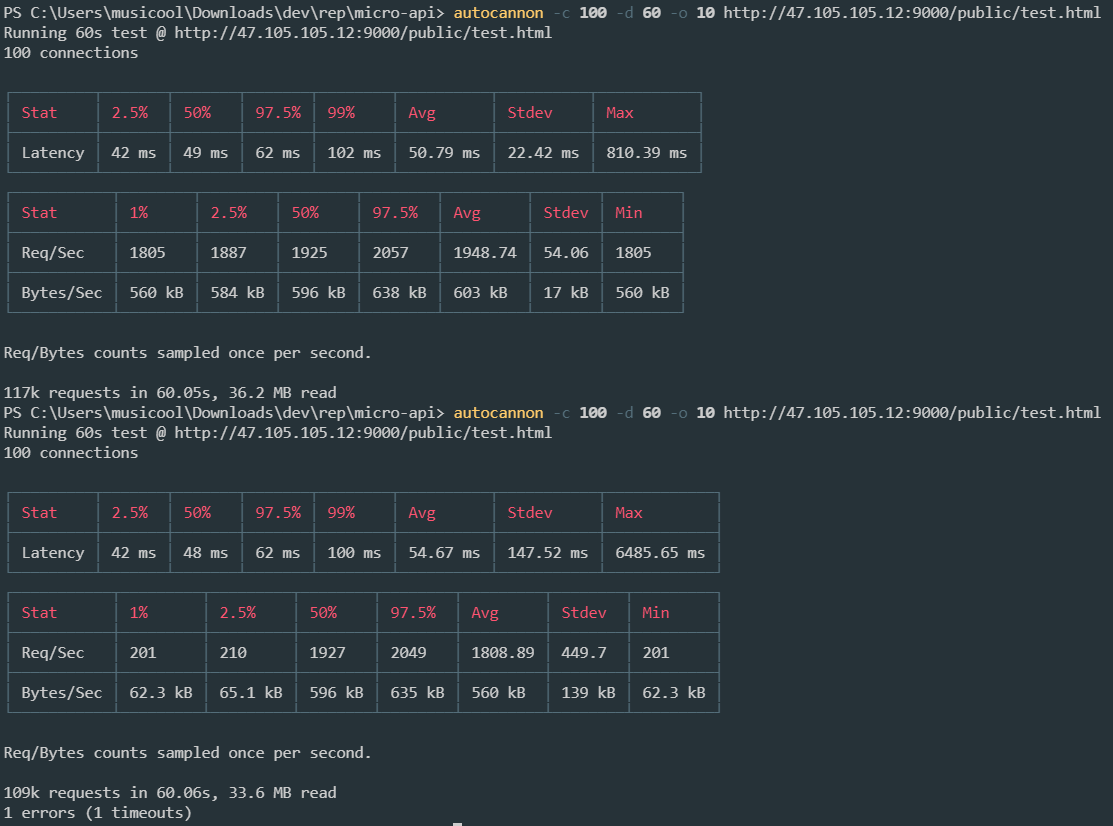 PS C:\Users\musicool\Downloads\dev\rep\micro-api> autocannon -c 100 -d 60 -o 10 http://47.105.105.12:9000/public/test.html
Running 60s test @ http://47.105.105.12:9000/public/test.html
100 connections
Stat 2.5% 50% 97.5% 99% Avg Stdev Max
Latency 42 ms 49 ms 62 ms 102 ms 50.79 ms 22.42 ms 810.39 ms
Stat 1% 2.5% 50% 97.5% Avg Stdev Min
Req/Sec 1805 1887 1925 2057 1948.74 54.06 1805
Bytes/Sec 560 kB 584 kB 596 kB 638 kB 603 kB 17 kB 560 kB
Req/Bytes counts sampled once per second.
117k requests in 60.05s, 36.2 MB read
PS C:\Users\musicool\Downloads\dev\rep\micro-api> autocannon -c 100 -d 60 -o 10 http://47.105.105.12:9000/public/test.html
Running 60s test @ http://47.105.105.12:9000/public/test.html
100 connections
Stat 2.5% 50% 97.5% 99% Avg Stdev Max
Latency 42 ms 48 ms 62 ms 100 ms 54.67 ms 147.52 ms 6485.65 ms
Stat 1% 2.5% 50% 97.5% Avg Stdev Min
Req/Sec 201 210 1927 2049 1808.89 449.7 201
Bytes/Sec 62.3 kB 65.1 kB 596 kB 635 kB 560 kB 139 kB 62.3 kB
Req/Bytes counts sampled once per second.
109k requests in 60.06s, 33.6 MB read
1 errors (1 timeouts)